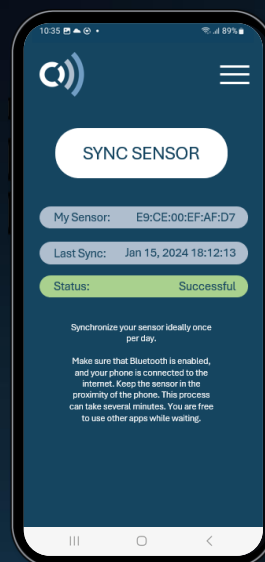 10:35 89%
SYNC SENSOR
My Sensor: E9:CE:00:EF:AF:D7
Last Sync: Jan 15, 2024 18:12:13
Status: Successful
Synchronize your sensor ideally once
per day.
Make sure that Bluetooth is enabled,
and your phone is connected to the
internet. Keep the sensor in the
proximity of the phone. This process
can take several minutes. You are free
to use other apps while waiting.